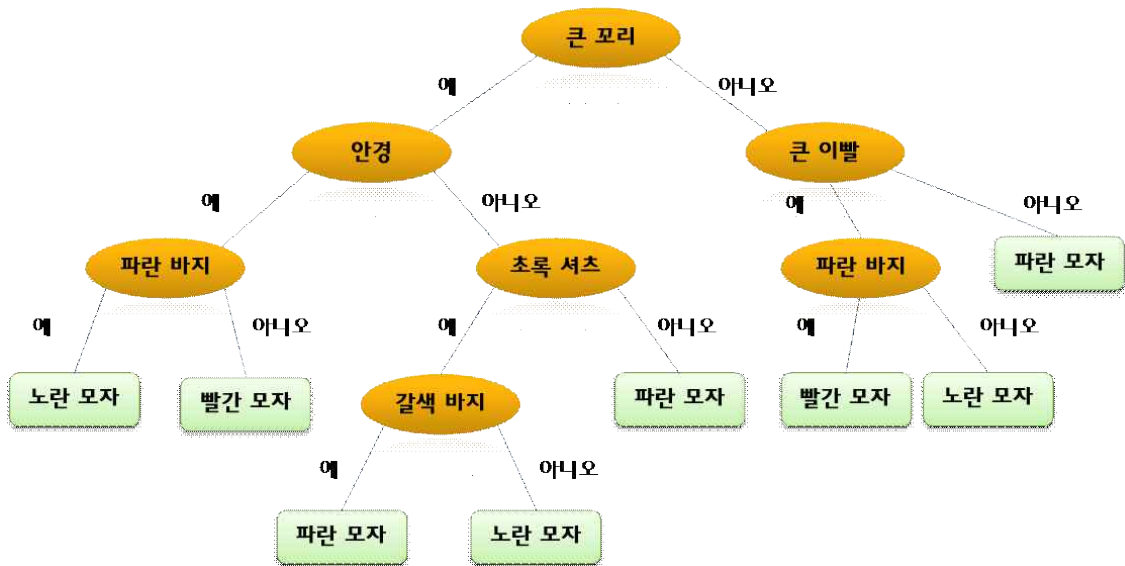 큰 꼬리
예
아니오
안경
큰 이빨
예
아니오
예
아니오
파란 바지
초록 셔츠
파란 바지
파란 모자
예
아니오
예
아니오
예
아니오
노란 모자
빨간 모자
갈색 바지
파란 모자
빨간 모자
노란 모자
예
아니오
파란 모자
노란 모자